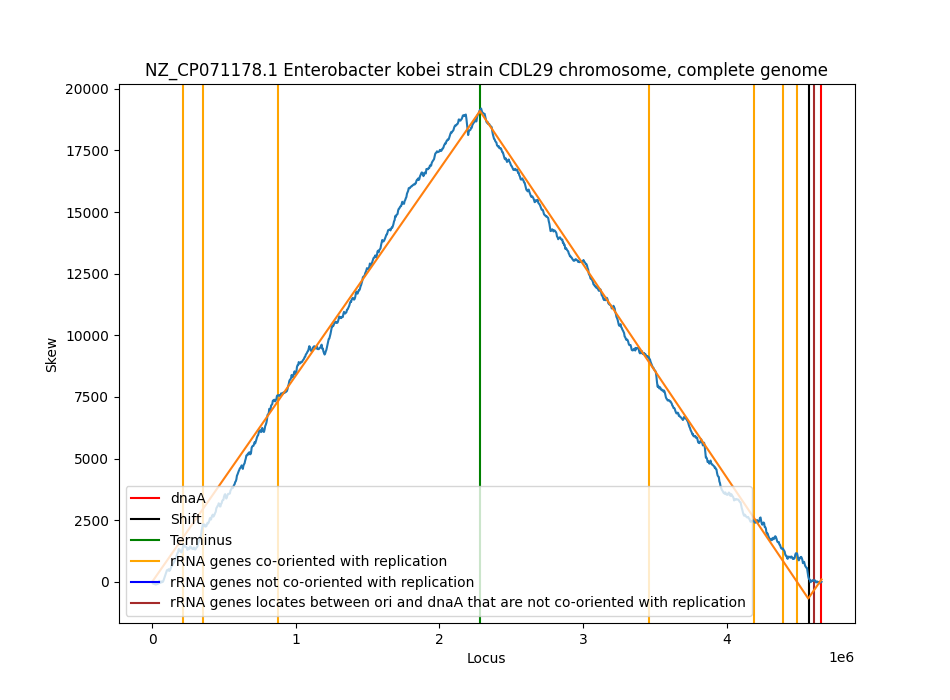 NZ_CP071178.1 Enterobacter kobei strain CDL29 chromosome, complete genome
20000
17500
15000
12500
10000
7500
5000
2500
0
Skew
dnaA
Shift
Terminus
rRNA genes co-oriented with replication
rRNA genes not co-oriented with replication
rRNA genes locates between ori and dnaA that are not co-oriented with replication
0 1 2 3 4
1e6
Locus